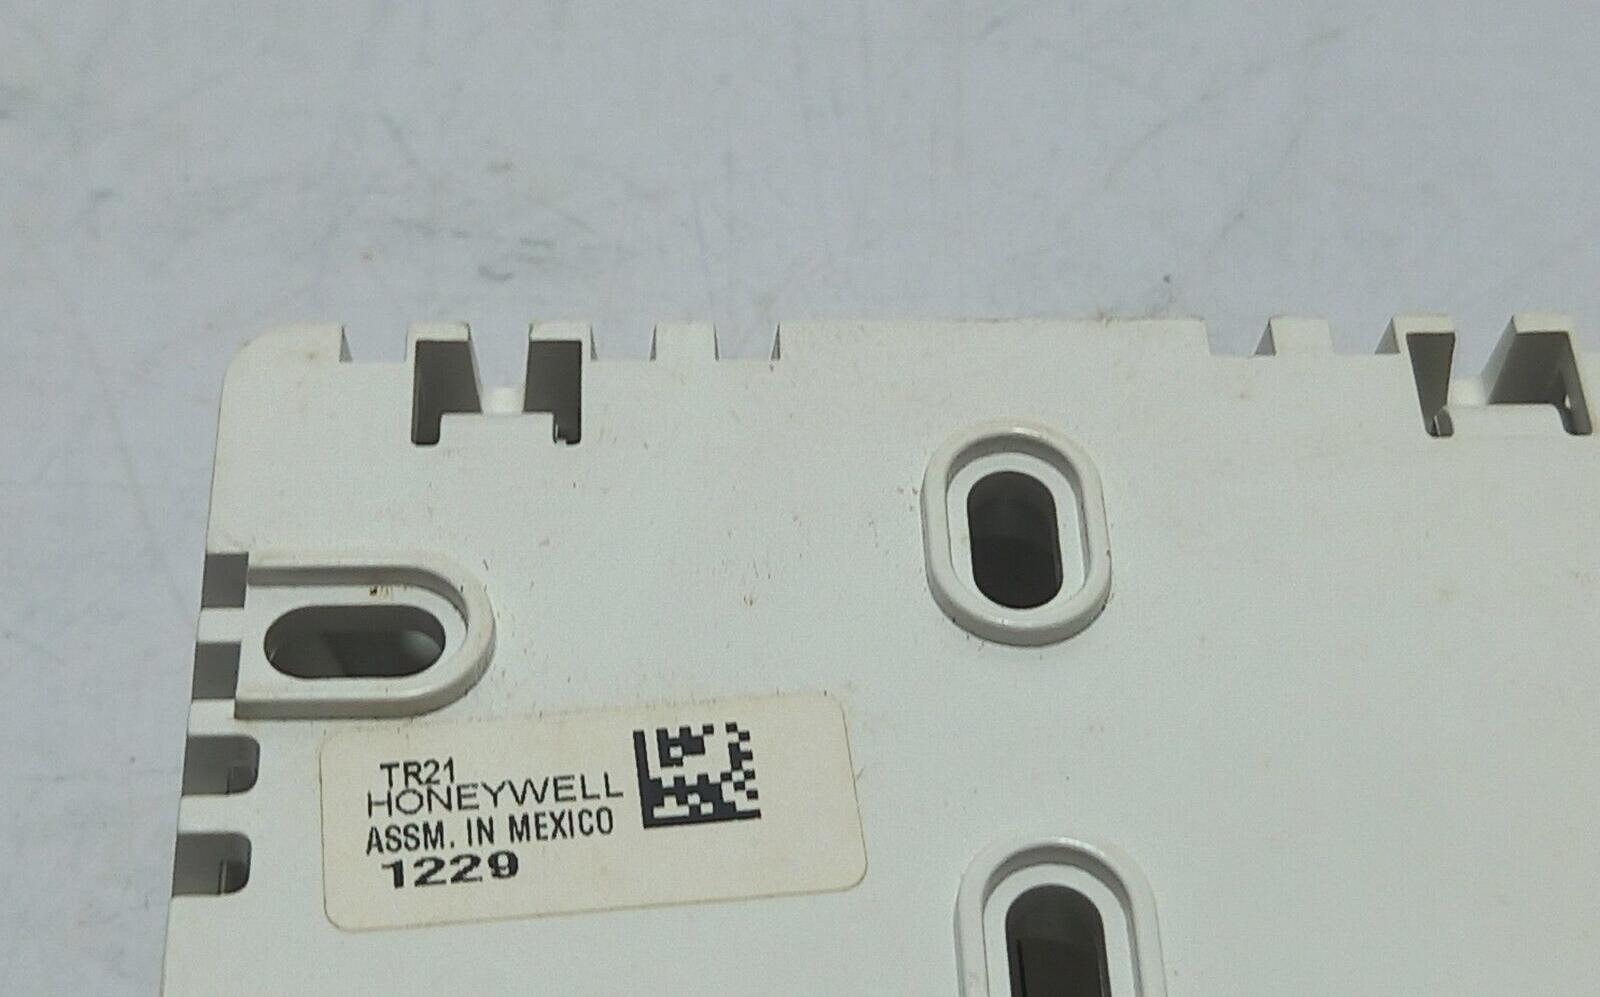 TR21
HONEYWELL
ASSM. IN MEXICO
1229